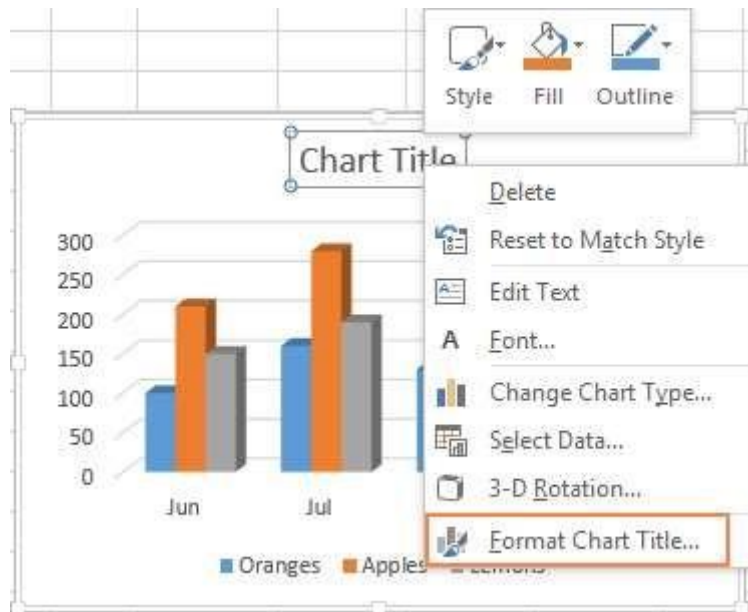 Style Fill Outline
Chart Title
Delete
Reset to Match Style
Edit Text
Font...
Change Chart Type...
Select Data...
3-D Rotation...
Format Chart Title...
300
250
200
150
100
50
0
Jun Jul
Oranges Apples